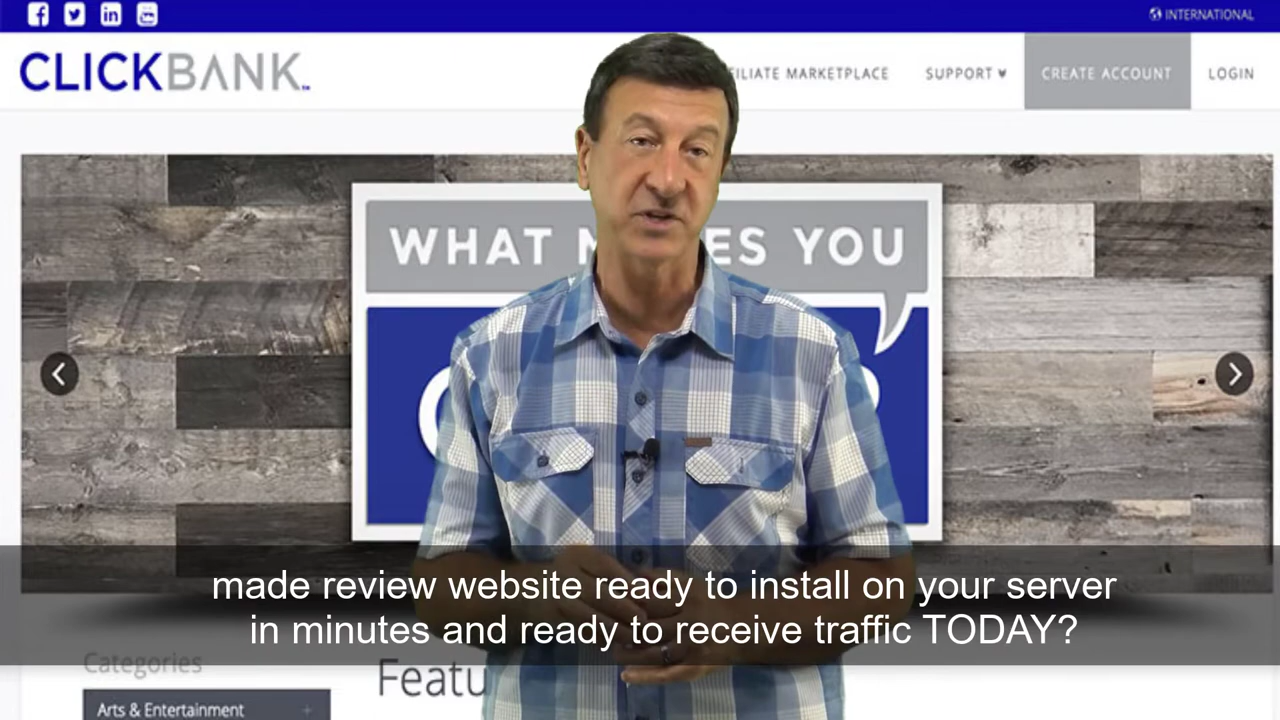 INTERNATIONAL
CLICKBANK
FILIATE MARKETPLACE
SUPPORT
CREATE ACCOUNT
LOGIN
WHAT M ES YOU
made review website ready to install on your server
in minutes and ready to receive traffic TODAY?
Categories
Featu
Arts & Entertainment